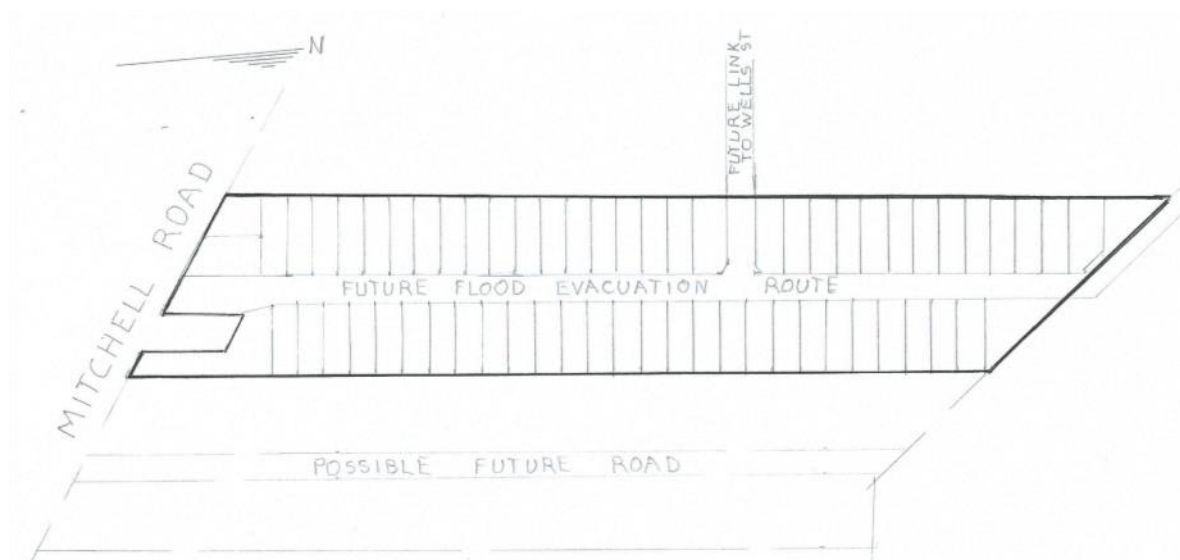 N
FUTURE LINK
TO WELLS ST
MITCHELL ROAD
FUTURE FLOOD EVACUATION ROUTE
POSSIBLE FUTURE ROAD